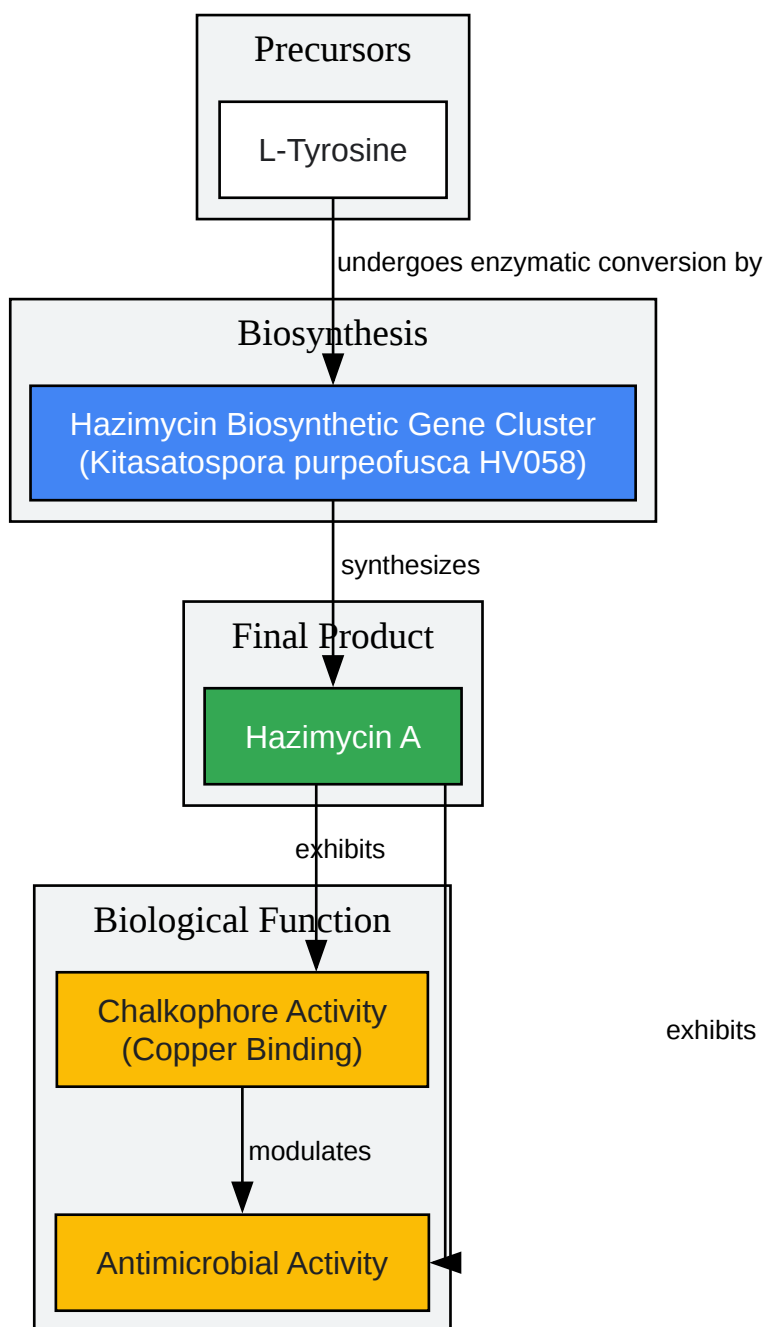 Precursors
L-Tyrosine
undergoes enzymatic conversion by
Biosynthesis
Hazimycin Biosynthetic Gene Cluster
(Kitasatospora purpeofusca HV058)
synthesizes
Final Product
Hazimycin A
exhibits
Biological Function
Chalkophore Activity
(Copper Binding)
exhibits
modulates
Antimicrobial Activity